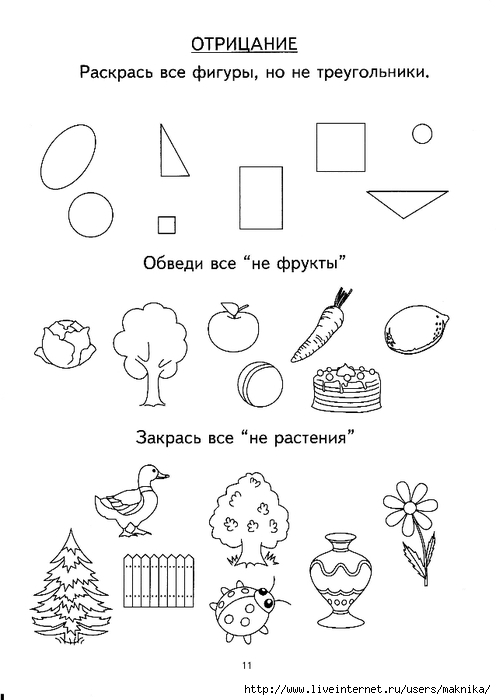 ОТРИЦАНИЕ
Раскрась все фигуры, но не треугольники.
Обведи все “не фрукты”
Закрась все “не растения”
11
http://www.liveinternet.ru/users/maknika/